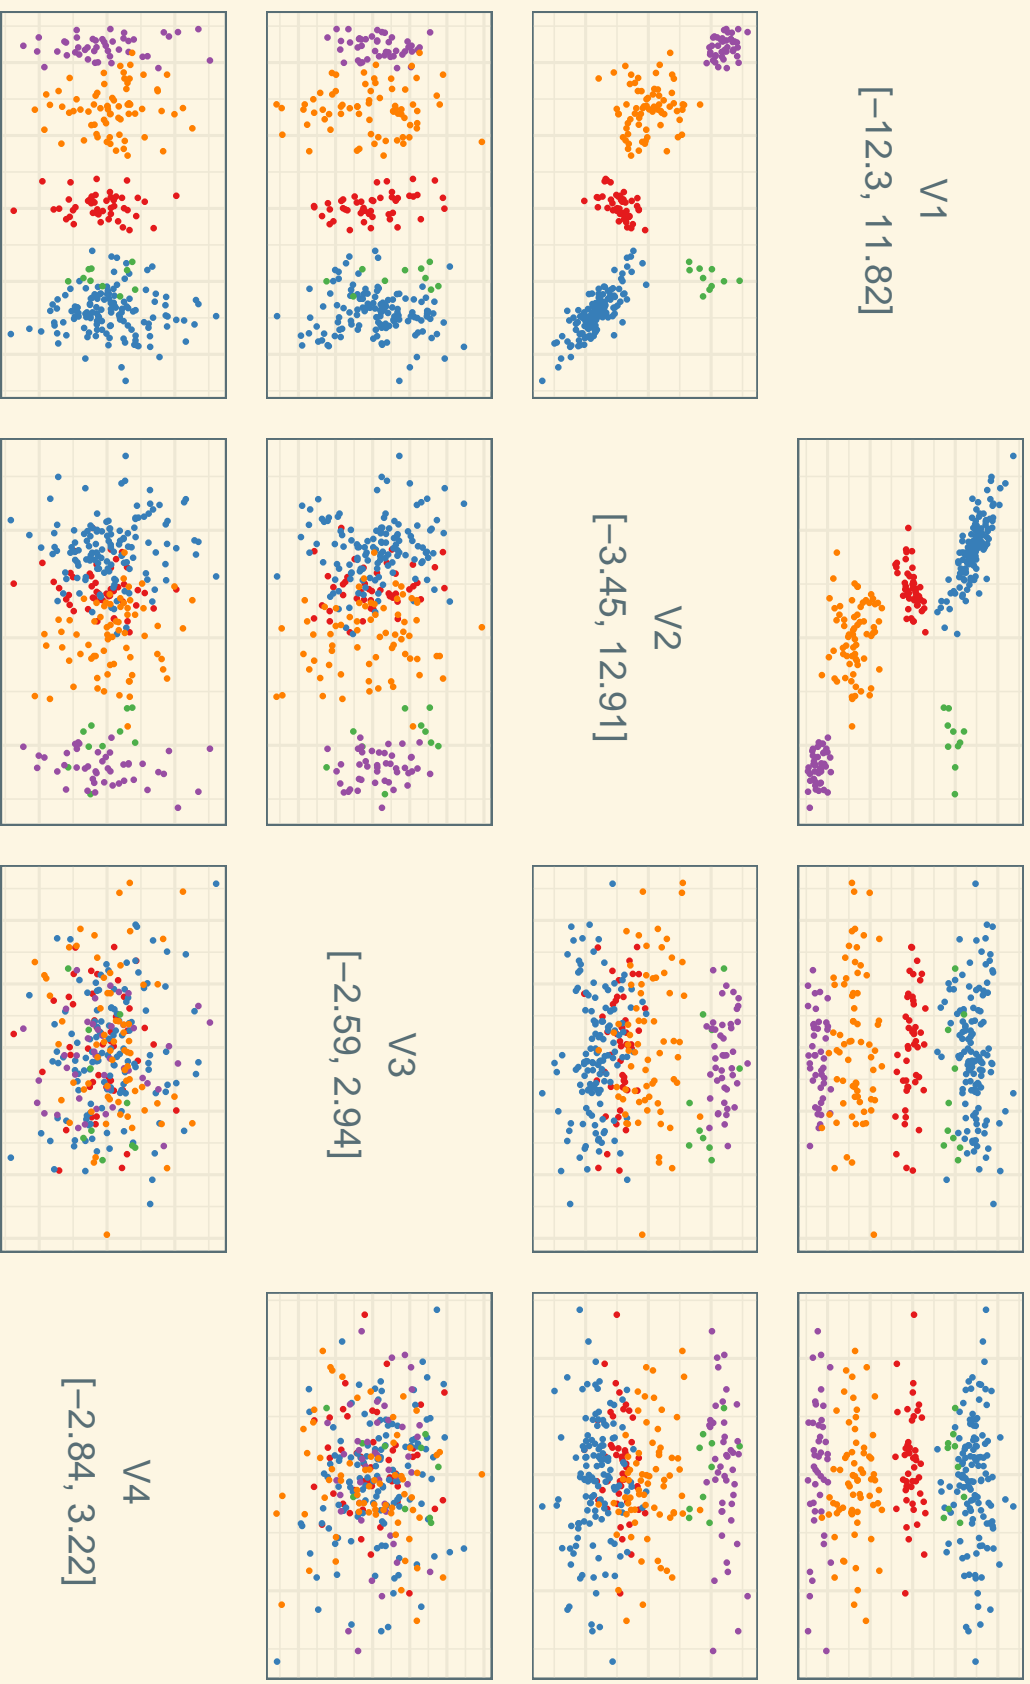 V1
[−12.3, 11.82]
V2
[−3.45, 12.91]
V3
[−2.59, 2.94]
V4
[−2.84, 3.22]